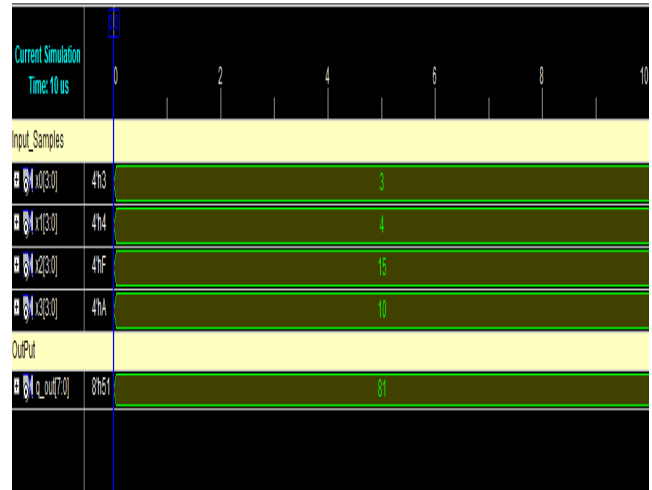 Current Simulation
Time: 10 us
0 2 4 6 8 10
Input_Samples
x0[3:0] 4'h3 3
x1[3:0] 4'h4 4
x2[3:0] 4'hF 15
x3[3:0] 4'hA 10
OutPut
q_out[7:0] 8'h51 81